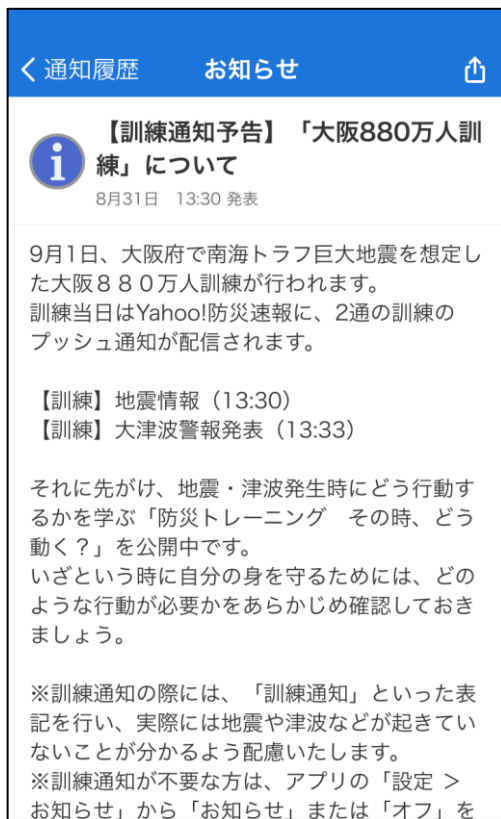 通知履歴 お知らせ
【訓練通知予告】「大阪880万人訓
練」について
8月31日 13:30 発表
9月1日、大阪府で南海トラフ巨大地震を想定し
た大阪８８０万人訓練が行われます。
訓練当日はYahoo!防災速報に、2通の訓練の
プッシュ通知が配信されます。
【訓練】地震情報（13:30）
【訓練】大津波警報発表（13:33）
それに先がけ、地震・津波発生時にどう行動す
るかを学ぶ「防災トレーニング　その時、どう
動く？」を公開中です。
いざという時に自分の身を守るためには、どの
ような行動が必要かをあらかじめ確認しておき
ましょう。
※訓練通知の際には、「訓練通知」といった表
記を行い、実際には地震や津波などが起きてい
ないことが分かるよう配慮いたします。
※訓練通知が不要な方は、アプリの「設定 ＞
お知らせ」から「お知らせ」または「オフ」を